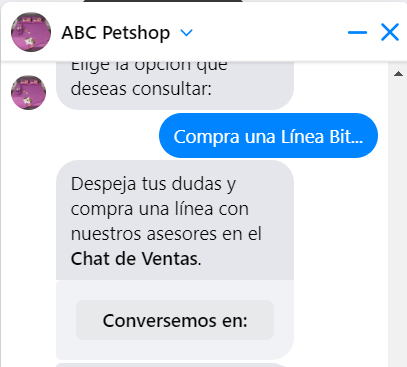 ABC Petshop
Elige la opción que
deseas consultar:
Compra una Línea Bit...
Despeja tus dudas y
compra una línea con
nuestros asesores en el
Chat de Ventas.
Conversemos en: